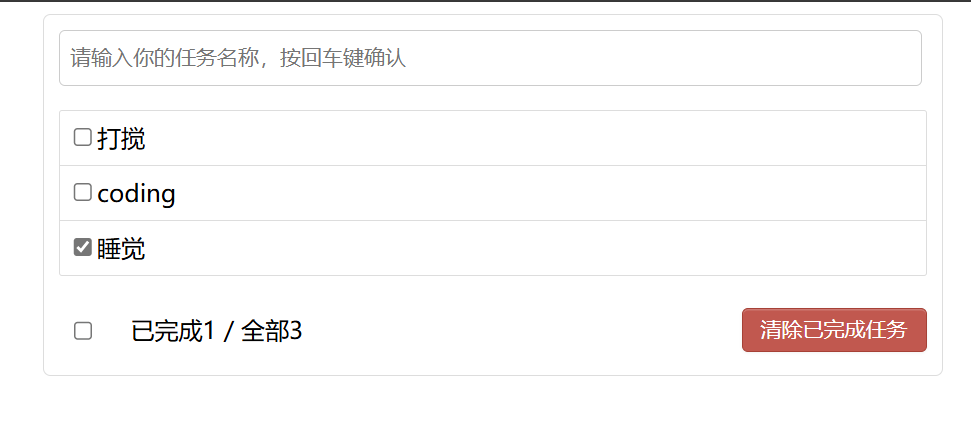 请输入你的任务名称，按回车键确认
打搅
coding
睡觉
已完成1 / 全部3
清除已完成任务